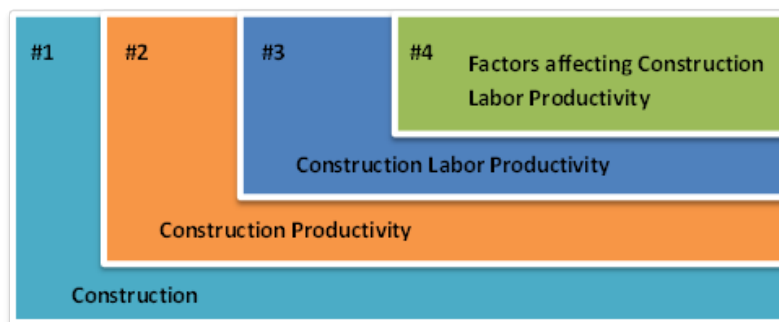 #1
#2
#3
#4
Factors affecting Construction
Labor Productivity
Construction Labor Productivity
Construction Productivity
Construction